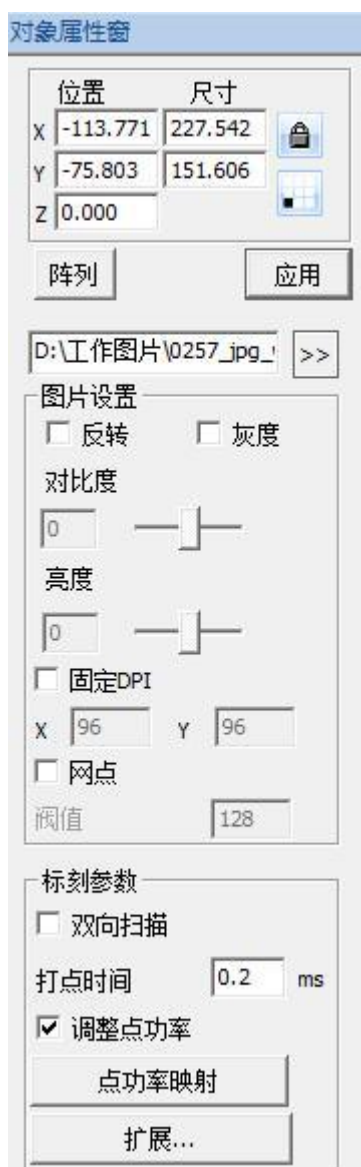 对象属性窗
位置 尺寸
X -113.771 227.542
Y -75.803 151.606
Z 0.000
阵列 应用
D:\工作图片\0257_jpg_ >>
图片设置
反转 灰度
对比度
0
亮度
0
固定DPI
X 96 Y 96
网点
阀值 128
标刻参数
双向扫描
打点时间 0.2 ms
调整点功率
点功率映射
扩展...